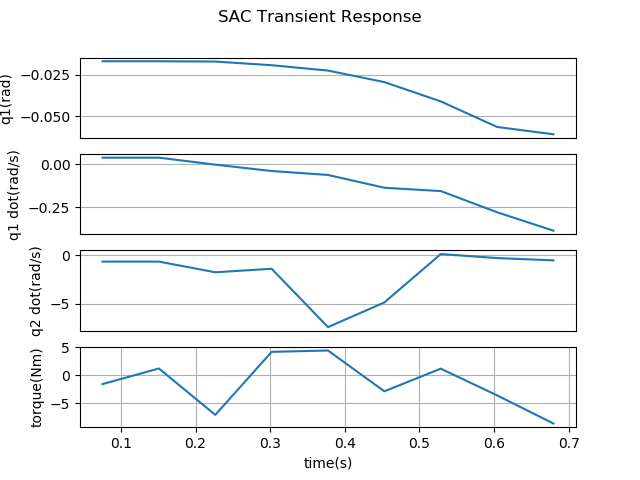 SAC Transient Response
q1(rad)
−0.025
−0.050
q1 dot(rad/s)
0.00
−0.25
q2 dot(rad/s)
0
−5
torque(Nm)
5
0
−5
0.1 0.2 0.3 0.4 0.5 0.6 0.7
time(s)